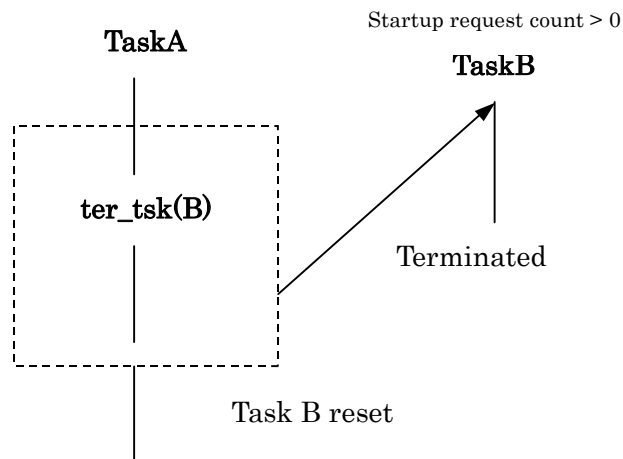 Startup request count > 0
TaskA
TaskB
ter_tsk(B)
Terminated
Task B reset